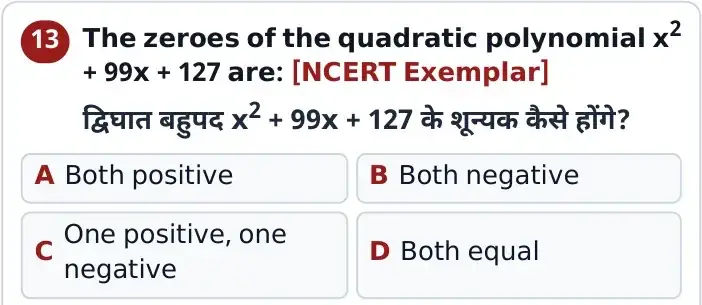 13 The zeroes of the quadratic polynomial x² + 99x + 127 are: [NCERT Exemplar]
द्विघात बहुपद x² + 99x + 127 के शून्यक कैसे होंगे?
A Both positive
B Both negative
C One positive, one negative
D Both equal